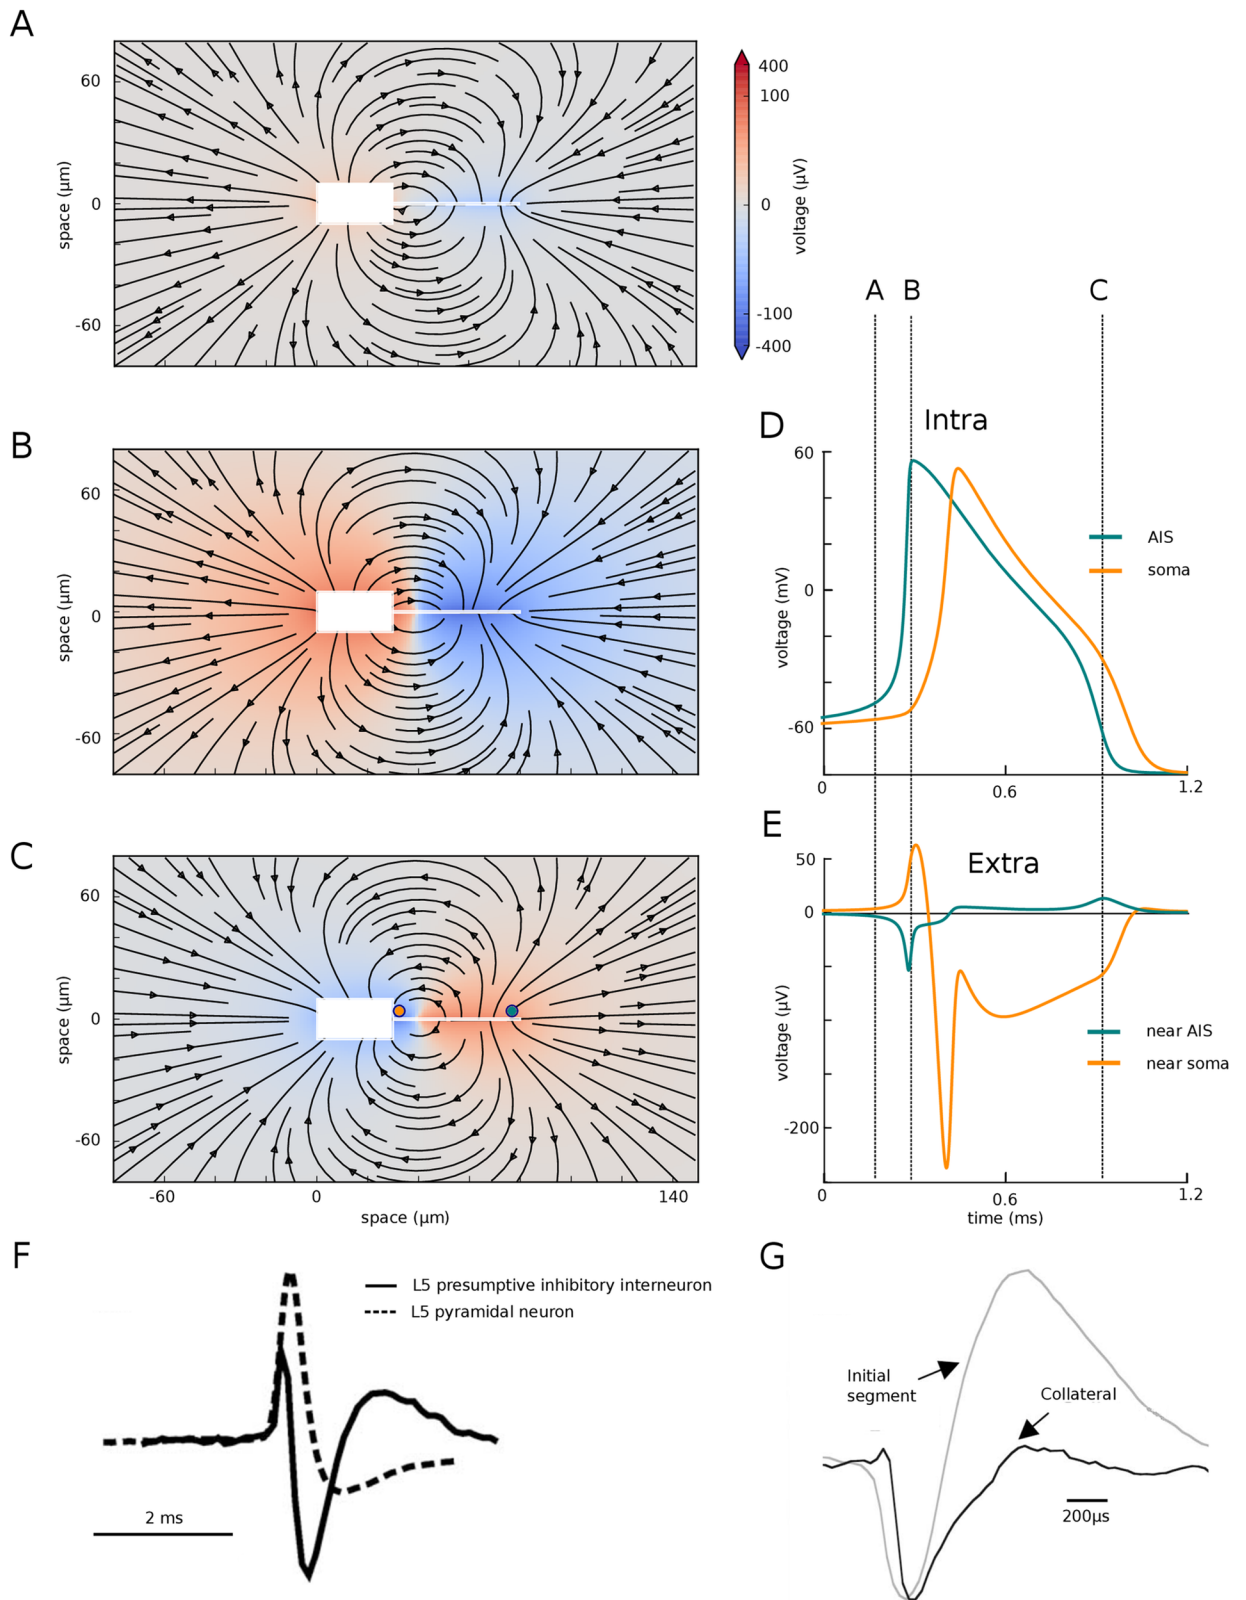 A
60
0
-60
space (µm)
400
100
0
-100
-400
voltage (µV)
B
60
0
-60
space (µm)
C
60
0
-60
space (µm)
-60
0
140
space (µm)
A B C
D
Intra
60
0
-60
voltage (mV)
AIS
soma
0
0.6
1.2
E
Extra
50
0
-200
voltage (µV)
near AIS
near soma
0
0.6
1.2
time (ms)
F
L5 presumptive inhibitory interneuron
L5 pyramidal neuron
2 ms
G
Initial
segment
Collateral
200µs